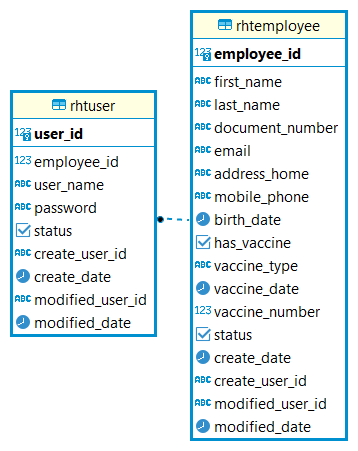 rhtuser
123 user_id
123 employee_id
ABC user_name
ABC password
status
ABC create_user_id
create_date
ABC modified_user_id
modified_date
rhtemployee
123 employee_id
ABC first_name
ABC last_name
ABC document_number
ABC email
ABC address_home
ABC mobile_phone
birth_date
has_vaccine
ABC vaccine_type
vaccine_date
123 vaccine_number
status
create_date
ABC create_user_id
ABC modified_user_id
modified_date